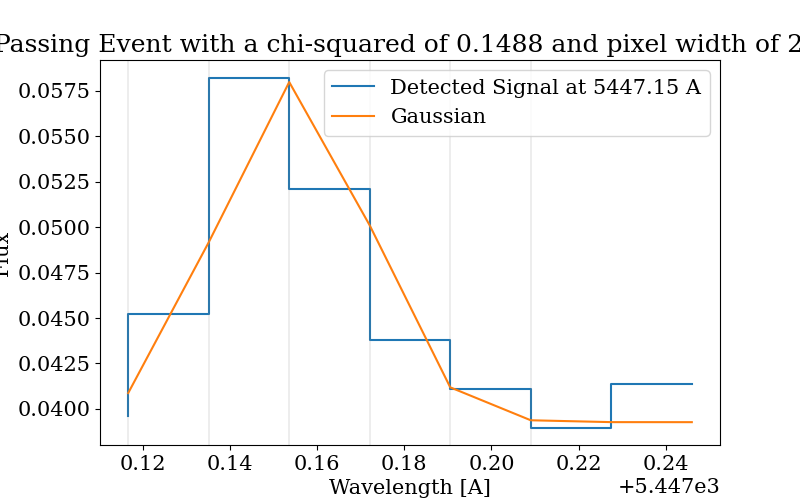 Passing Event with a chi-squared of 0.1488 and pixel width of 2
Detected Signal at 5447.15 A
Gaussian
Flux
0.0575
0.0550
0.0525
0.0500
0.0475
0.0450
0.0425
0.0400
0.12 0.14 0.16 0.18 0.20 0.22 0.24
+5.447e3
Wavelength [A]